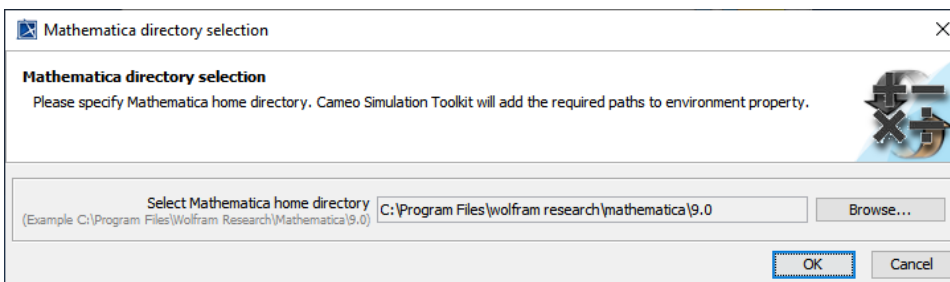 Mathematica directory selection
Mathematica directory selection
Please specify Mathematica home directory. Cameo Simulation Toolkit will add the required paths to environment property.
Select Mathematica home directory C:\Program Files\wolfram research\mathematica\9.0 Browse...
(Example C:\Program Files\Wolfram Research\Mathematica\9.0)
OK Cancel